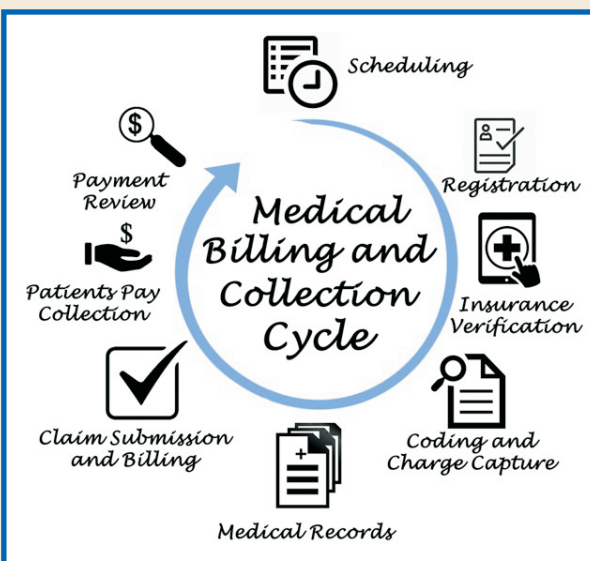 Scheduling
Registration
Insurance
Verification
Coding and
Charge Capture
Medical Records
Claim Submission
and Billing
$
Patients Pay
Collection
$
Payment
Review
Medical
Billing and
Collection
Cycle